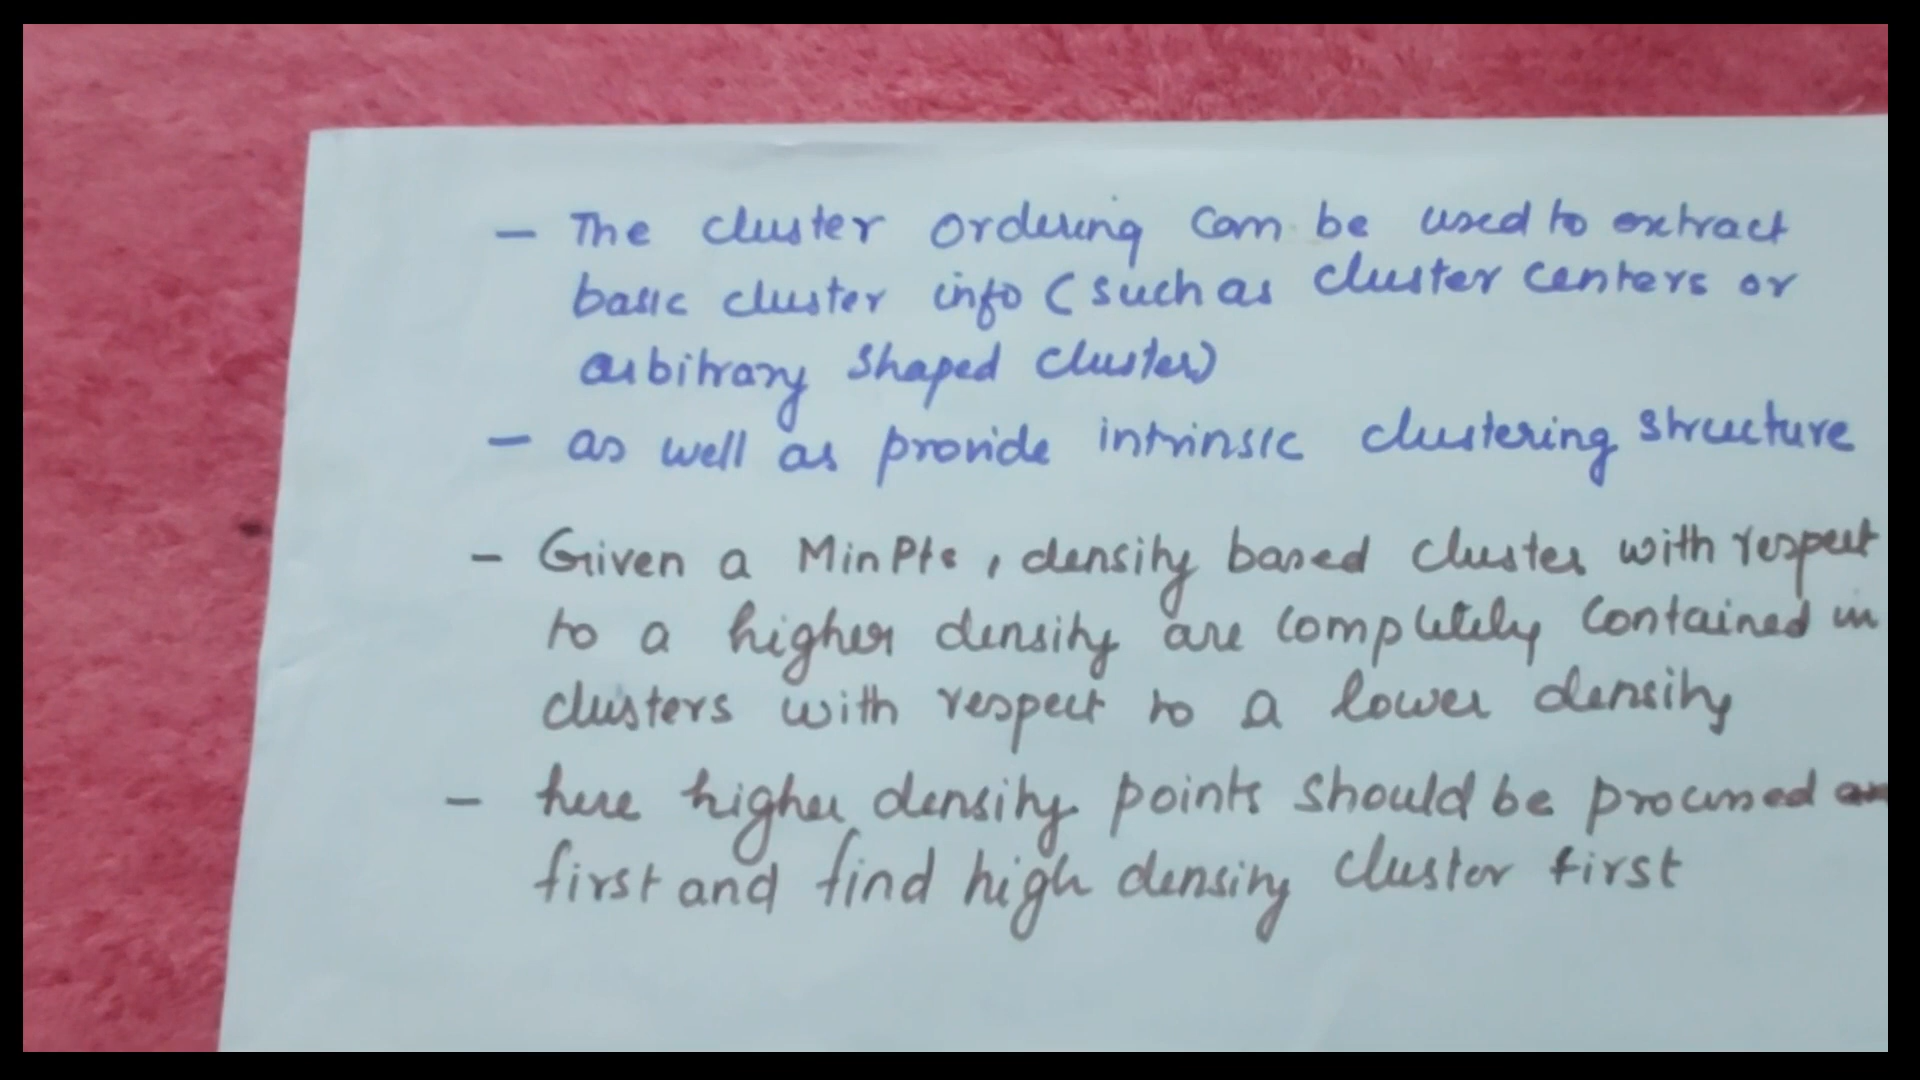 - The cluster ordering can be used to extract
basic cluster info (such as cluster centers or
arbitrary shaped cluster)
- as well as provide intrinsic clustering structure
- Given a MinPts, density based cluster with respect
to a higher density are completely contained in
clusters with respect to a lower density
- here higher density points should be processed
first and find high density cluster first